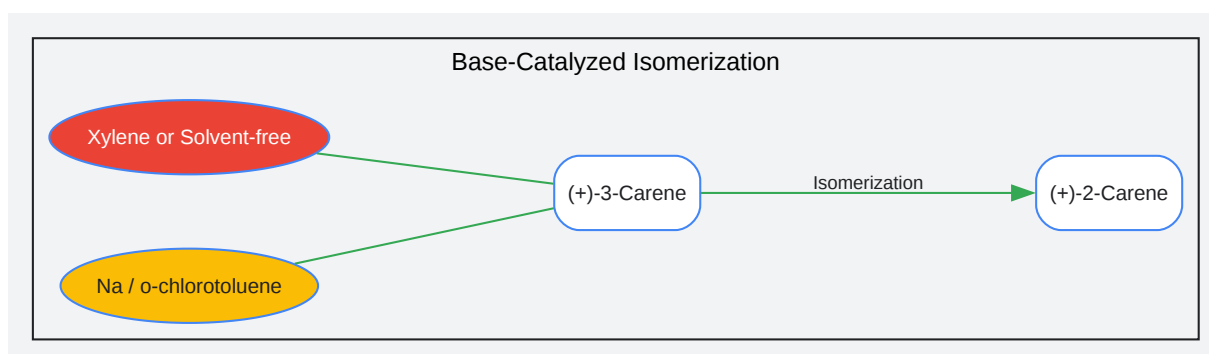 Base-Catalyzed Isomerization
Xylene or Solvent-free
(+)-3-Carene
Isomerization
(+)-2-Carene
Na / o-chlorotoluene